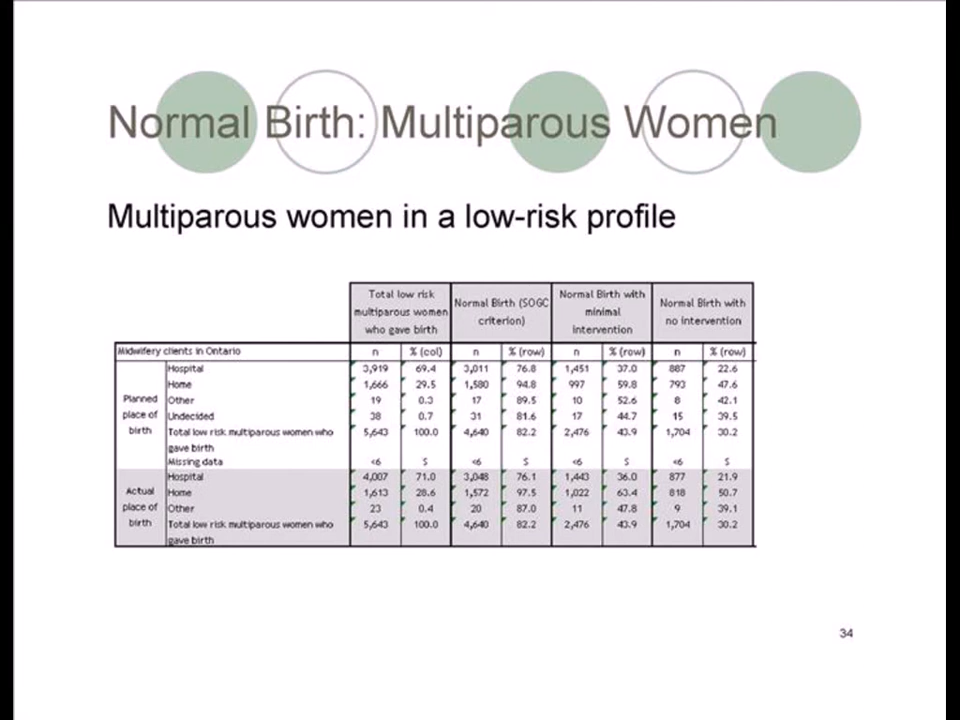 Normal Birth: Multiparous Women
Multiparous women in a low-risk profile
Total low risk multiparous women who gave birth
Normal Birth (SOGC criterion)
Normal Birth with minimal intervention
Normal Birth with no intervention
Midwifery clients in Ontario n % (col) n % (row) n % (row) n % (row)
Planned place of birth
Hospital 3,919 69.4 3,011 76.8 1,451 37.0 887 22.6
Home 1,666 29.5 1,580 94.8 997 59.8 793 47.6
Other 19 0.3 17 89.5 10 52.6 8 42.1
Undecided 38 0.7 31 81.6 17 44.7 15 39.5
Total low risk multiparous women who gave birth 5,643 100.0 4,640 82.2 2,476 43.9 1,704 30.2
Missing data <6 $ <6 $ <6 $ <6 $
Actual place of birth
Hospital 4,007 71.0 3,048 76.1 1,443 36.0 877 21.9
Home 1,613 28.6 1,572 97.5 1,022 63.4 818 50.7
Other 23 0.4 20 87.0 11 47.8 9 39.1
Total low risk multiparous women who gave birth 5,643 100.0 4,640 82.2 2,476 43.9 1,704 30.2
34